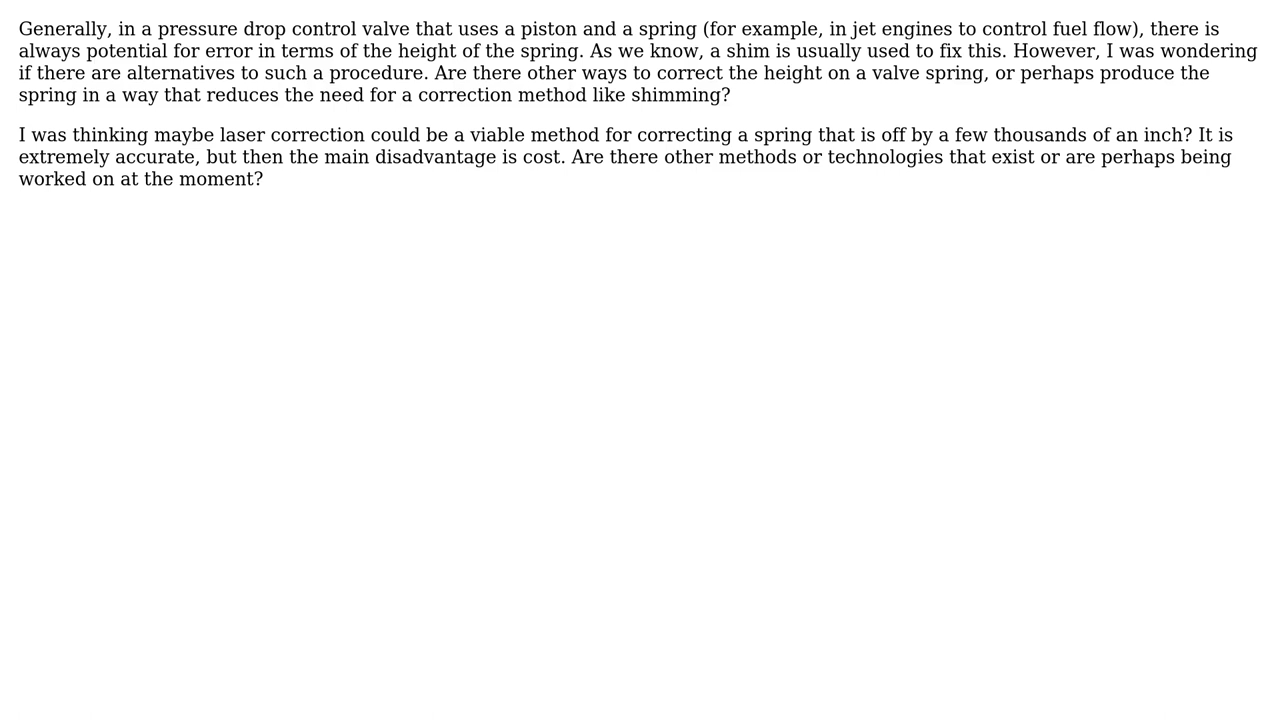 Generally, in a pressure drop control valve that uses a piston and a spring (for example, in jet engines to control fuel flow), there is
always potential for error in terms of the height of the spring. As we know, a shim is usually used to fix this. However, I was wondering
if there are alternatives to such a procedure. Are there other ways to correct the height on a valve spring, or perhaps produce the
spring in a way that reduces the need for a correction method like shimming?
I was thinking maybe laser correction could be a viable method for correcting a spring that is off by a few thousands of an inch? It is
extremely accurate, but then the main disadvantage is cost. Are there other methods or technologies that exist or are perhaps being
worked on at the moment?